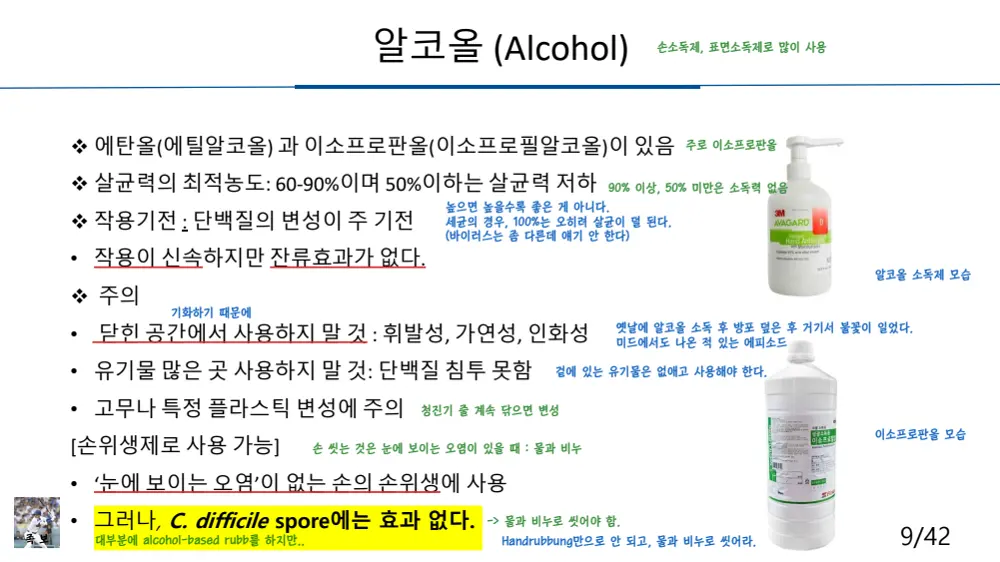 알코올 (Alcohol)
손소독제, 표면소독제로 많이 사용
❖ 에탄올(에틸알코올) 과 이소프로판올(이소프로필알코올)이 있음
주로 이소프로판올
❖ 살균력의 최적농도: 60-90%이며 50%이하는 살균력 저하
90% 이상, 50% 미만은 소독력 없음
❖ 작용기전 : 단백질의 변성이 주 기전
높으면 높을수록 좋은 게 아니다.
세균의 경우, 100%는 오히려 살균이 덜 된다.
(바이러스는 좀 다른데 얘기 안 한다)
• 작용이 신속하지만 잔류효과가 없다.
3M
AVAGARD
알코올 소독제 모습
❖ 주의
기화하기 때문에
• 닫힌 공간에서 사용하지 말 것 : 휘발성, 가연성, 인화성
옛날에 알코올 소독 후 방포 덮은 후 거기서 불꽃이 일었다.
미드에서도 나온 적 있는 에피소드
• 유기물 많은 곳 사용하지 말 것: 단백질 침투 못함
겉에 있는 유기물은 없애고 사용해야 한다.
• 고무나 특정 플라스틱 변성에 주의
청진기 줄 계속 닦으면 변성
이소프로판올 모습
[손위생제로 사용 가능]
손 씻는 것은 눈에 보이는 오염이 있을 때 : 물과 비누
• ‘눈에 보이는 오염’이 없는 손의 손위생에 사용
• 그러나, C. difficile spore에는 효과 없다.
-> 물과 비누로 씻어야 함.
대부분에 alcohol-based rubb를 하지만..
Handrubbung만으로 안 되고, 물과 비누로 씻어라.
족보
9/42